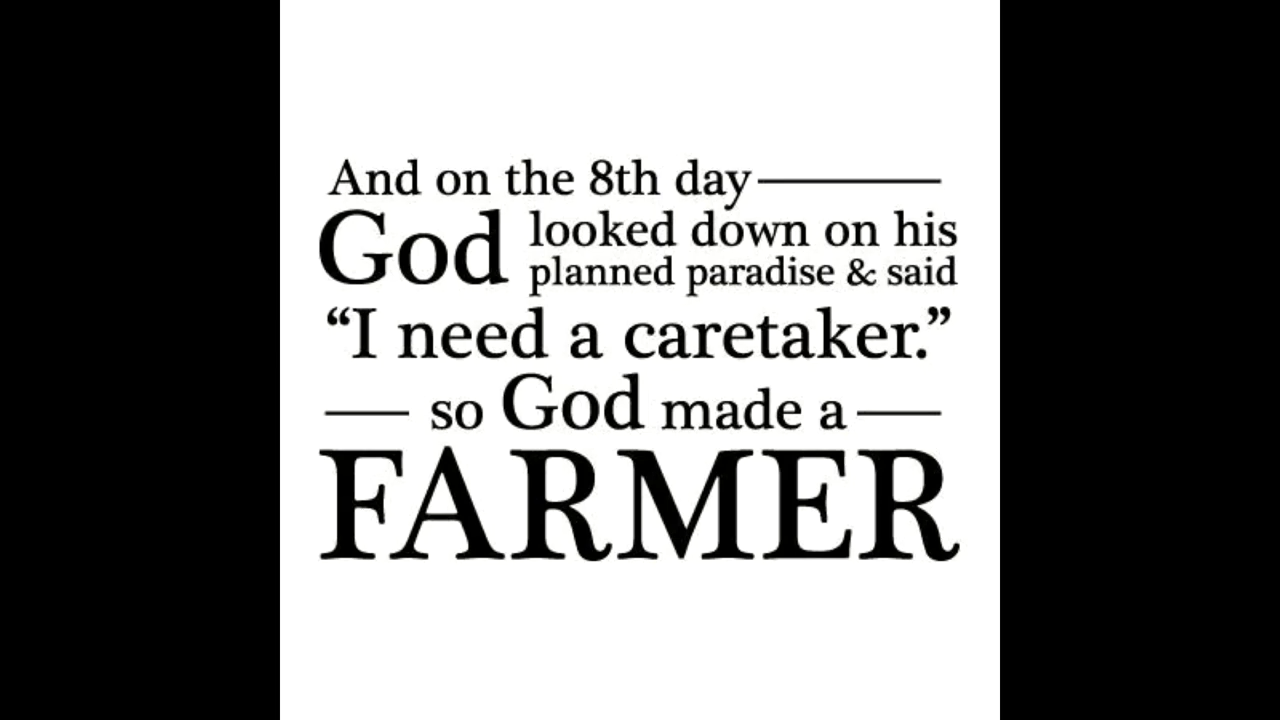 And on the 8th day
God looked down on his
planned paradise & said
“I need a caretaker.”
so God made a
FARMER